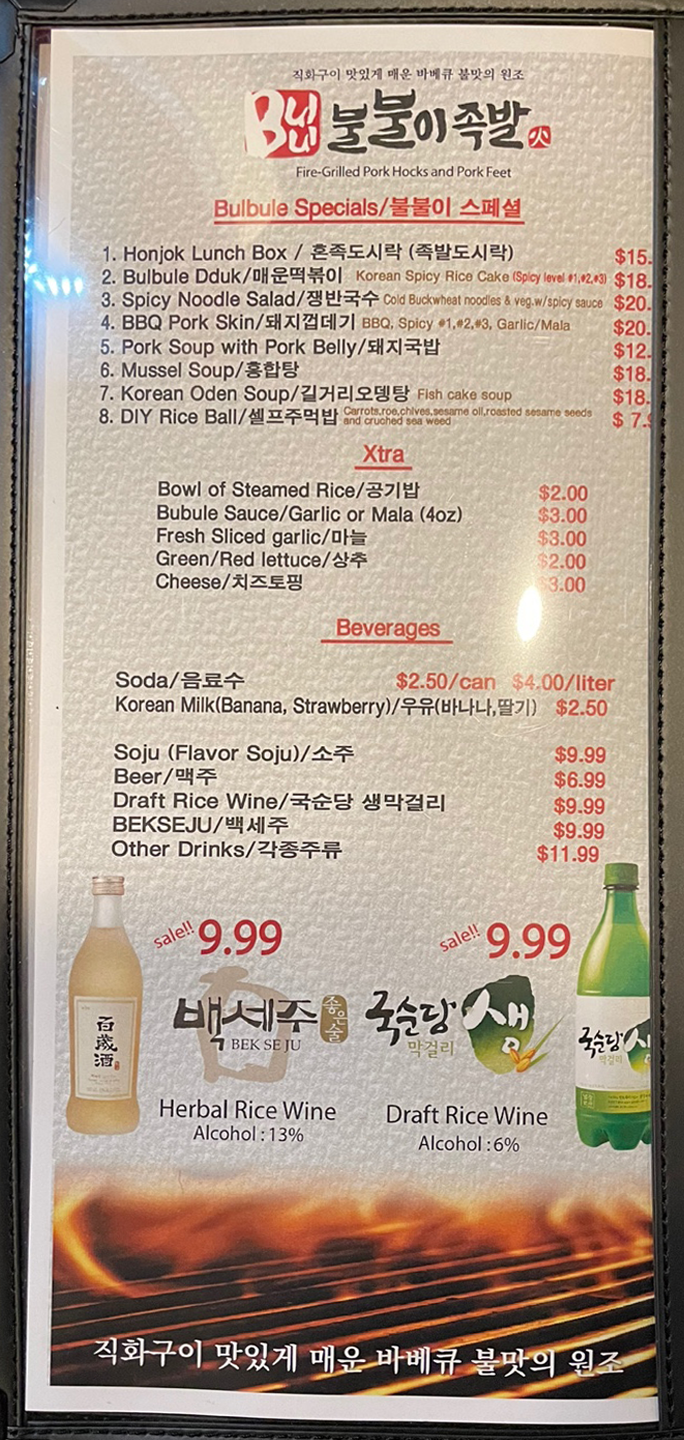 직화구이 맛있게 매운 바베큐 불맛의 원조
Bul 불불이족발 火
Fire-Grilled Pork Hocks and Pork Feet
Bulbule Specials/불불이 스페셜
1. Honjok Lunch Box / 혼족도시락 (족발도시락) $15.
2. Bulbule Dduk/매운떡볶이 Korean Spicy Rice Cake (Spicy level #1,#2,#3) $18.
3. Spicy Noodle Salad/쟁반국수 Cold Buckwheat noodles & veg.w/spicy sauce $20.
4. BBQ Pork Skin/돼지껍데기 BBQ, Spicy #1,#2,#3, Garlic/Mala $20.
5. Pork Soup with Pork Belly/돼지국밥 $12.
6. Mussel Soup/홍합탕 $18.
7. Korean Oden Soup/길거리오뎅탕 Fish cake soup $18.
8. DIY Rice Ball/셀프주먹밥 Carrots,roe,chives,sesame oil,roasted sesame seeds and cruched sea weed $ 7.9
Xtra
Bowl of Steamed Rice/공기밥 $2.00
Bubule Sauce/Garlic or Mala (4oz) $3.00
Fresh Sliced garlic/마늘 $3.00
Green/Red lettuce/상추 $2.00
Cheese/치즈토핑 $3.00
Beverages
Soda/음료수 $2.50/can $4.00/liter
Korean Milk(Banana, Strawberry)/우유(바나나,딸기) $2.50
Soju (Flavor Soju)/소주 $9.99
Beer/맥주 $6.99
Draft Rice Wine/국순당 생막걸리 $9.99
BEKSEJU/백세주 $9.99
Other Drinks/각종주류 $11.99
sale!! 9.99
sale!! 9.99
百歲酒
백세주 좋은술
BEK SE JU
국순당 생
막걸리
국순당 생
막걸리
Herbal Rice Wine
Alcohol : 13%
Draft Rice Wine
Alcohol : 6%
직화구이 맛있게 매운 바베큐 불맛의 원조